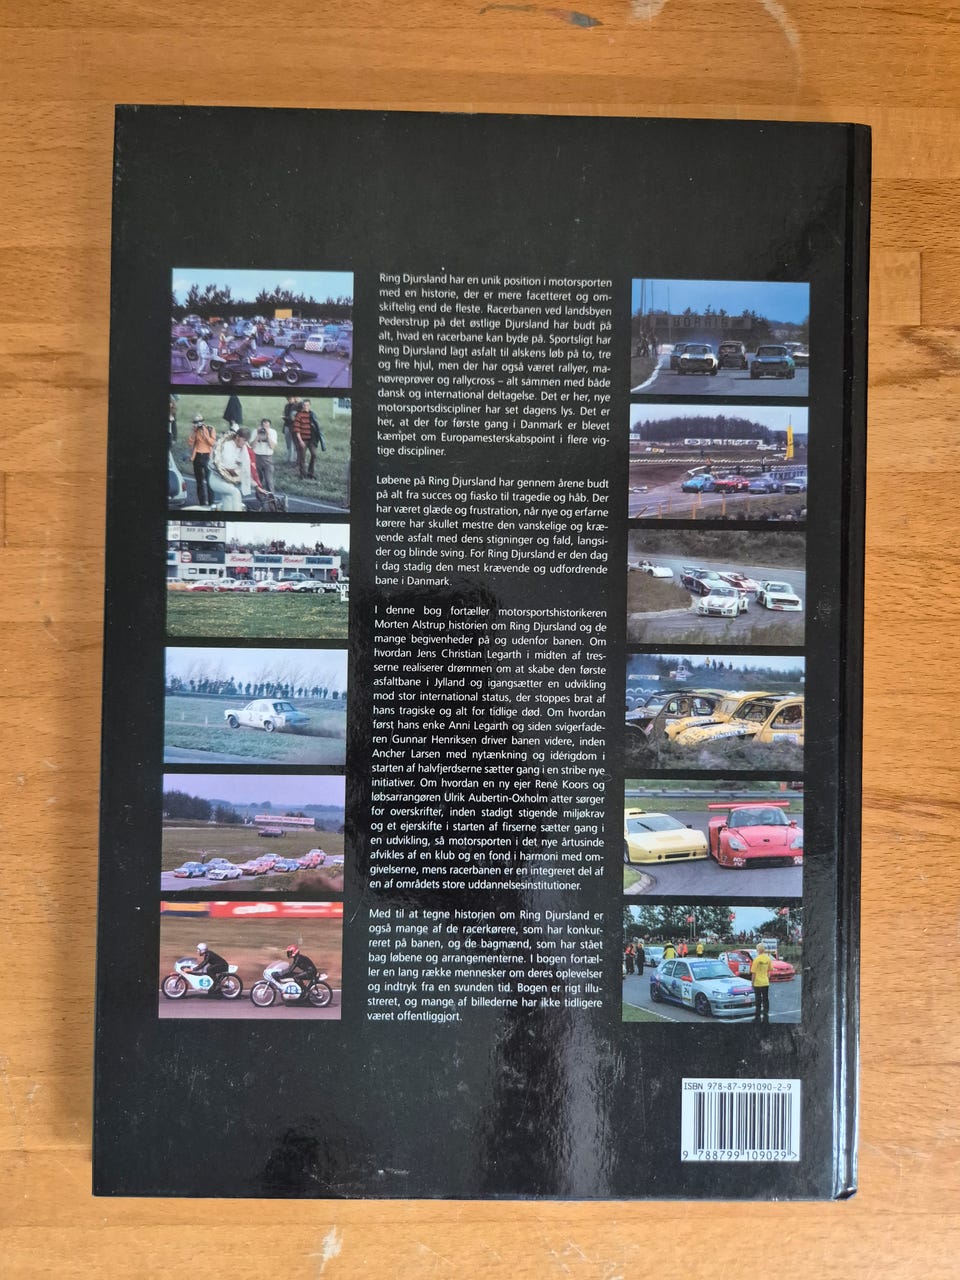 Ring Djursland har en unik position i motorsporten
med en historie, der er mere facetteret og om-
skiftelig end de fleste. Racerbanen ved landsbyen
Pederstrup på det østlige Djursland har budt på
alt, hvad en racerbane kan byde på. Sportsligt har
Ring Djursland lagt asfalt til alskens løb på to, tre
og fire hjul, men der har også været rallyer, ma-
nøvreprøver og rallycross – alt sammen med både
dansk og international deltagelse. Det er her, nye
motorsportsdiscipliner har set dagens lys. Det er
her, at der for første gang i Danmark er blevet
kæmpet om Europamesterskabspoint i flere vig-
tige discipliner.
Løbene på Ring Djursland har gennem årene budt
på alt fra succes og fiasko til tragedie og håb. Der
har været glæde og frustration, når nye og erfarne
kørere har skullet mestre den vanskelige og kræ-
vende asfalt med dens stigninger og fald, langsi-
der og blinde sving. For Ring Djursland er den dag
i dag stadig den mest krævende og udfordrende
bane i Danmark.
I denne bog fortæller motorsportshistorikeren
Morten Alstrup historien om Ring Djursland og de
mange begivenheder på og udenfor banen. Om
hvordan Jens Christian Legarth i midten af tres-
serne realiserer drømmen om at skabe den første
asfaltbane i Jylland og igangsætter en udvikling
mod stor international status, der stoppes brat af
hans tragiske og alt for tidlige død. Om hvordan
først hans enke Anni Legarth og siden svigerfade-
ren Gunnar Henriksen driver banen videre, inden
Ancher Larsen med nytænkning og idérigdom i
starten af halvfjerdserne sætter gang i en stribe nye
initiativer. Om hvordan en ny ejer René Koors og
løbsarrangøren Ulrik Aubertin-Oxholm atter sørger
for overskrifter, inden stadigt stigende miljøkrav
og et ejerskifte i starten af firserne sætter gang i
en udvikling, så motorsporten i det nye årtusinde
afvikles af en klub og en fond i harmoni med om-
givelserne, mens racerbanen er en integreret del af
en af områdets store uddannelsesinstitutioner.
Med til at tegne historien om Ring Djursland er
også mange af de racerkørere, som har konkur-
reret på banen, og de bagmænd, som har stået
bag løbene og arrangementerne. I bogen fortæl-
ler en lang række mennesker om deres oplevelser
og indtryk fra en svunden tid. Bogen er rigt illu-
streret, og mange af billederne har ikke tidligere
været offentliggjort.
ISBN 978-87-991090-2-9
9 788799 109029 >